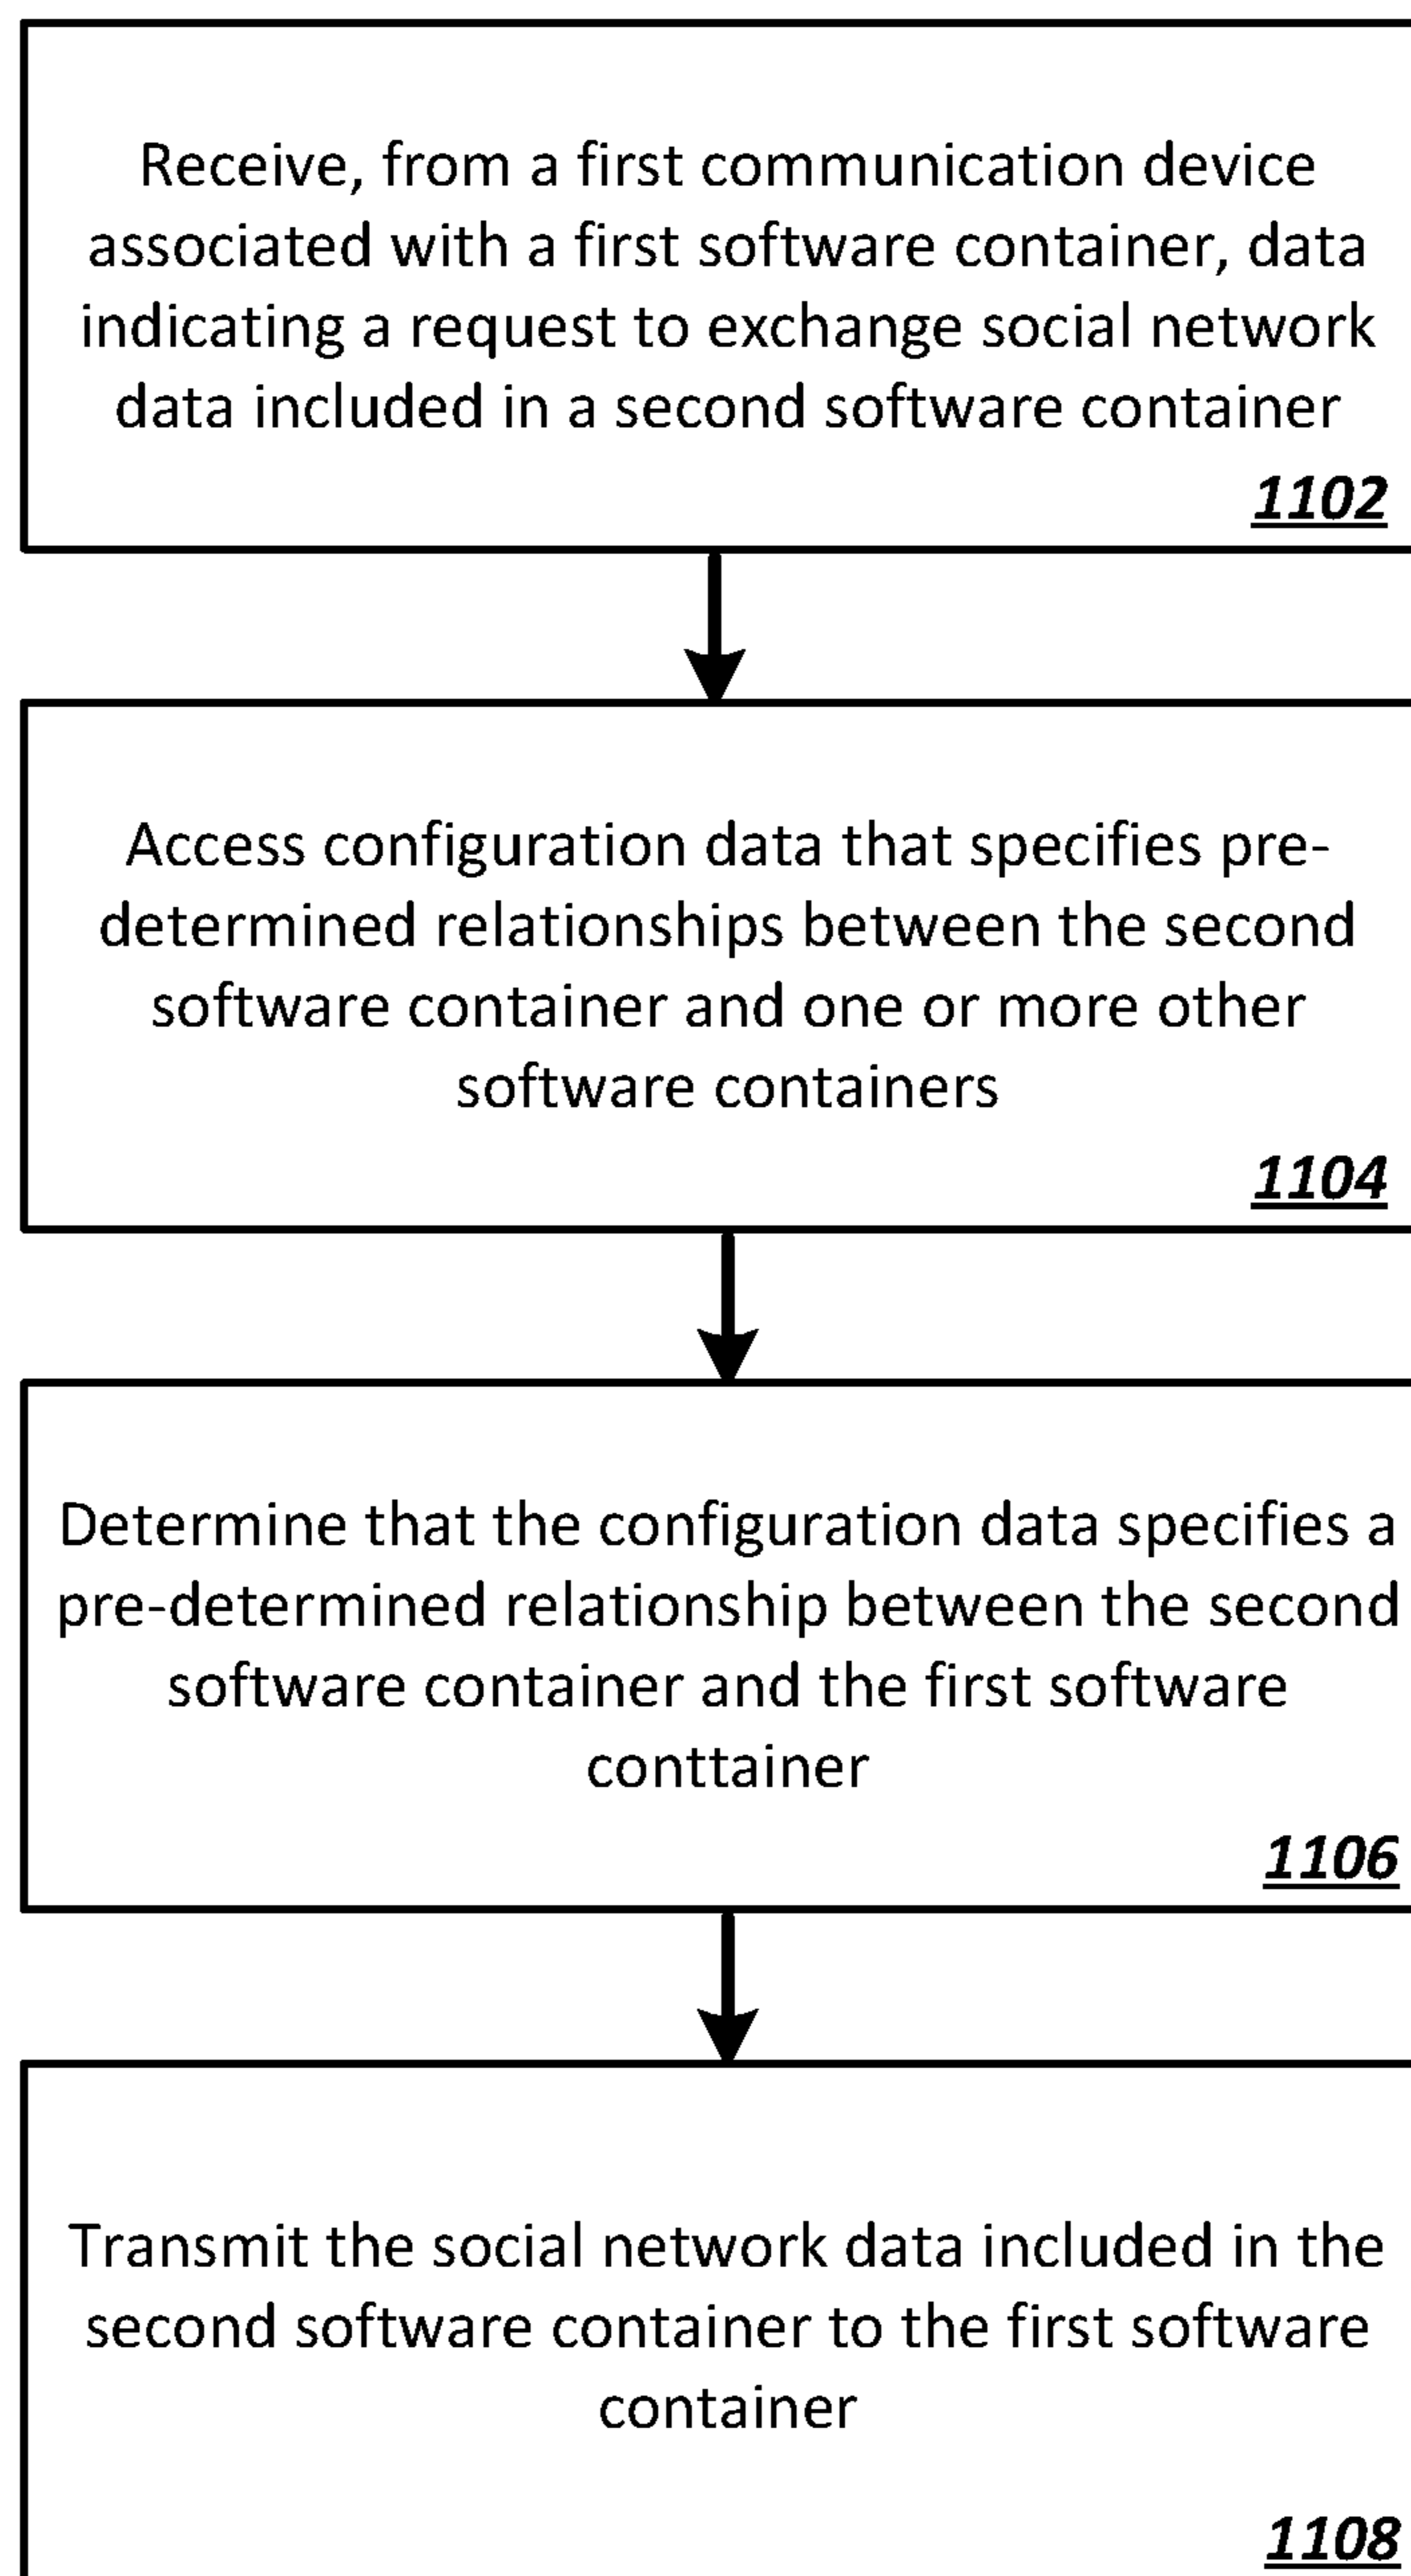 Receive, from a first communication device
associated with a first software container, data
indicating a request to exchange social network
data included in a second software container
1102
Access configuration data that specifies pre-
determined relationships between the second
software container and one or more other
software containers
1104
Determine that the configuration data specifies a
pre-determined relationship between the second
software container and the first software
conttainer
1106
Transmit the social network data included in the
second software container to the first software
container
1108